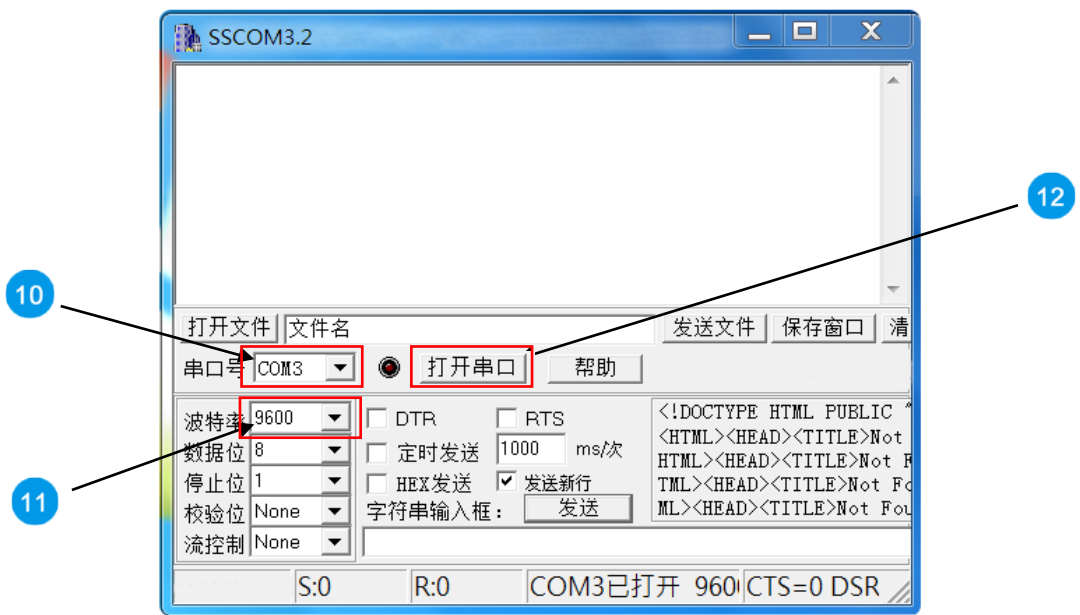 SSCOM3.2
12
10
打开文件 文件名 发送文件 保存窗口 清
串口号 COM3 打开串口 帮助
波特率 9600 DTR RTS
数据位 8 定时发送 1000 ms/次
停止位 1 HEX发送 发送新行
校验位 None 字符串输入框： 发送
流控制 None
<!DOCTYPE HTML PUBLIC "
<HTML><HEAD><TITLE>Not
HTML><HEAD><TITLE>Not F
TML><HEAD><TITLE>Not Fo
ML><HEAD><TITLE>Not Fou
11
S:0 R:0 COM3已打开 960 CTS=0 DSR